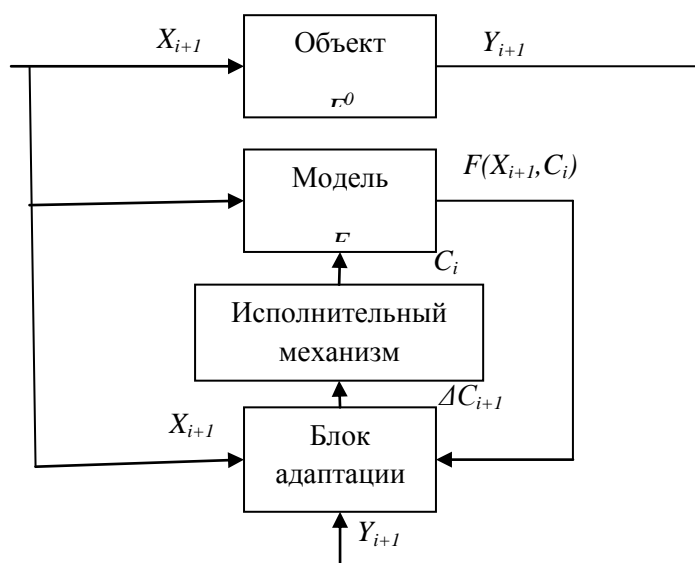 X_{i+1}
Объект
Y_{i+1}
Модель
F(X_{i+1},C_i)
C_i
Исполнительный
механизм
ΔC_{i+1}
X_{i+1}
Блок
адаптации
Y_{i+1}